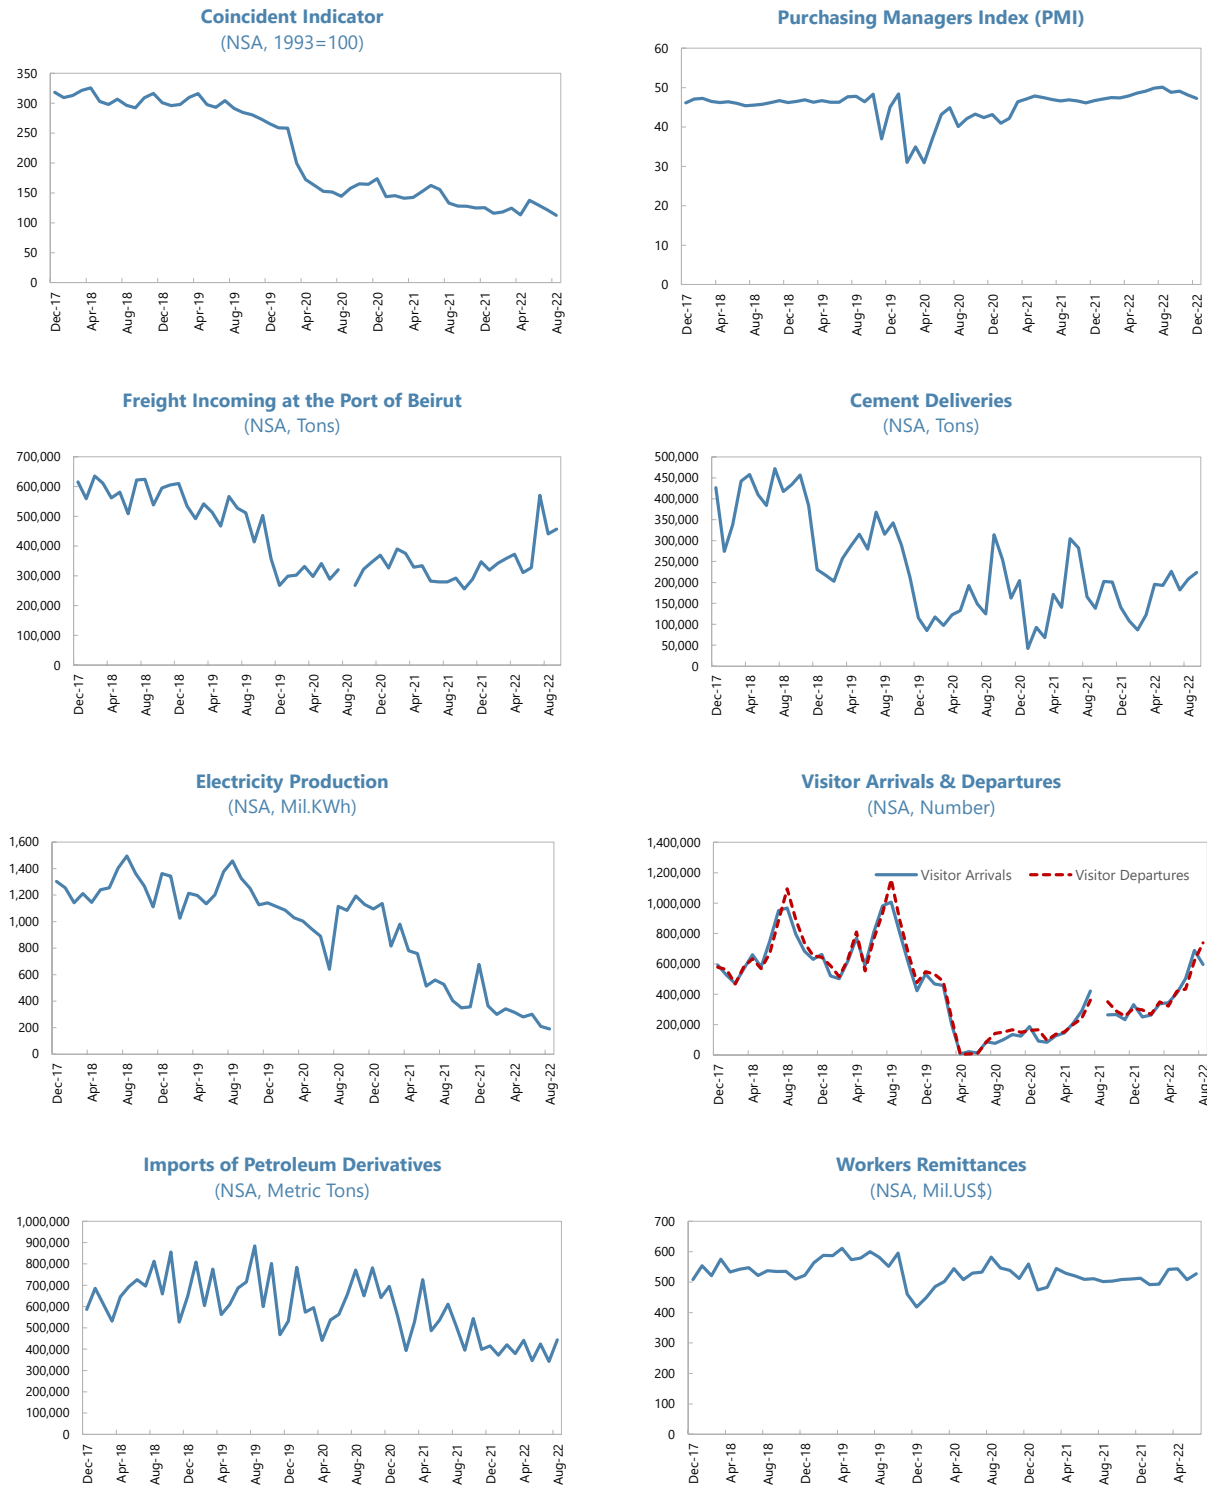 Coincident Indicator
(NSA, 1993=100)
350
300
250
200
150
100
50
0
Dec-17
Apr-18
Aug-18
Dec-18
Apr-19
Aug-19
Dec-19
Apr-20
Aug-20
Dec-20
Apr-21
Aug-21
Dec-21
Apr-22
Aug-22
Purchasing Managers Index (PMI)
60
50
40
30
20
10
0
Dec-17
Apr-18
Aug-18
Dec-18
Apr-19
Aug-19
Dec-19
Apr-20
Aug-20
Dec-20
Apr-21
Aug-21
Dec-21
Apr-22
Aug-22
Dec-22
Freight Incoming at the Port of Beirut
(NSA, Tons)
700,000
600,000
500,000
400,000
300,000
200,000
100,000
0
Dec-17
Apr-18
Aug-18
Dec-18
Apr-19
Aug-19
Dec-19
Apr-20
Aug-20
Dec-20
Apr-21
Aug-21
Dec-21
Apr-22
Aug-22
Cement Deliveries
(NSA, Tons)
500,000
450,000
400,000
350,000
300,000
250,000
200,000
150,000
100,000
50,000
0
Dec-17
Apr-18
Aug-18
Dec-18
Apr-19
Aug-19
Dec-19
Apr-20
Aug-20
Dec-20
Apr-21
Aug-21
Dec-21
Apr-22
Aug-22
Electricity Production
(NSA, Mil.KWh)
1,600
1,400
1,200
1,000
800
600
400
200
0
Dec-17
Apr-18
Aug-18
Dec-18
Apr-19
Aug-19
Dec-19
Apr-20
Aug-20
Dec-20
Apr-21
Aug-21
Dec-21
Apr-22
Aug-22
Visitor Arrivals & Departures
(NSA, Number)
1,400,000
1,200,000
1,000,000
800,000
600,000
400,000
200,000
0
Visitor Arrivals
Visitor Departures
Dec-17
Apr-18
Aug-18
Dec-18
Apr-19
Aug-19
Dec-19
Apr-20
Aug-20
Dec-20
Apr-21
Aug-21
Dec-21
Apr-22
Aug-22
Imports of Petroleum Derivatives
(NSA, Metric Tons)
1,000,000
900,000
800,000
700,000
600,000
500,000
400,000
300,000
200,000
100,000
0
Dec-17
Apr-18
Aug-18
Dec-18
Apr-19
Aug-19
Dec-19
Apr-20
Aug-20
Dec-20
Apr-21
Aug-21
Dec-21
Apr-22
Aug-22
Workers Remittances
(NSA, Mil.US$)
700
600
500
400
300
200
100
0
Dec-17
Apr-18
Aug-18
Dec-18
Apr-19
Aug-19
Dec-19
Apr-20
Aug-20
Dec-20
Apr-21
Aug-21
Dec-21
Apr-22